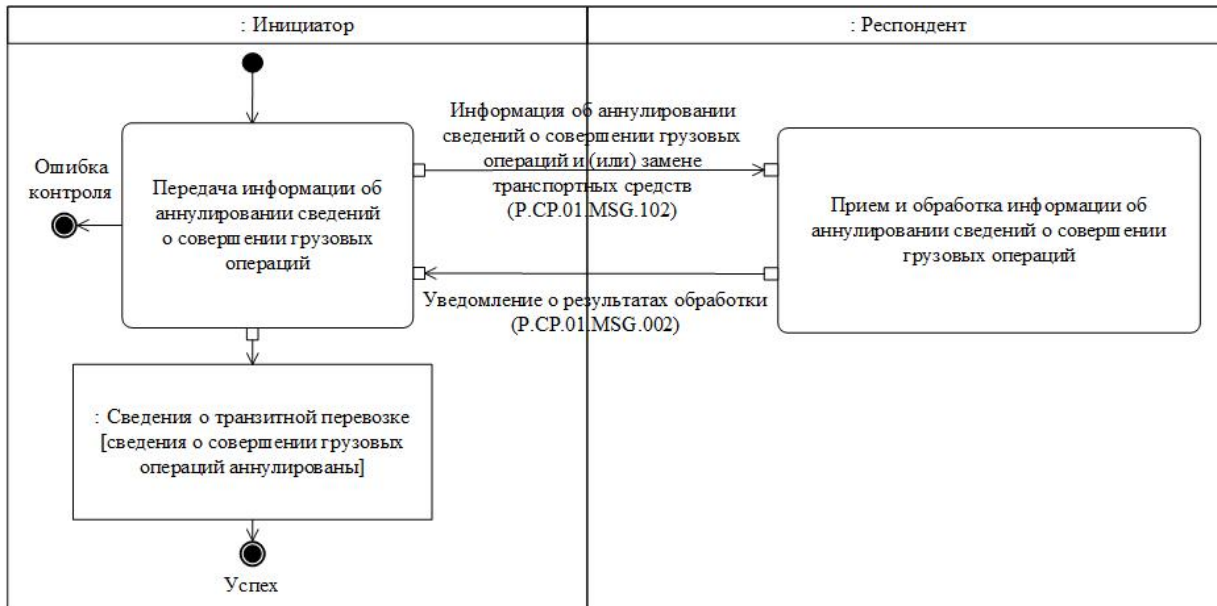 : Инициатор
: Респондент
Информация об аннулировании
сведений о совершении грузовых
операций и (или) замене
транспортных средств
(P.CP.01.MSG.102)
Ошибка
контроля
Передача информации об
аннулировании сведений
о совершении грузовых
операций
Прием и обработка информации об
аннулировании сведений о совершении
грузовых операций
Уведомление о результатах обработки
(P.CP.01.MSG.002)
: Сведения о транзитной перевозке
[сведения о совершении грузовых
операций аннулированы]
Успех